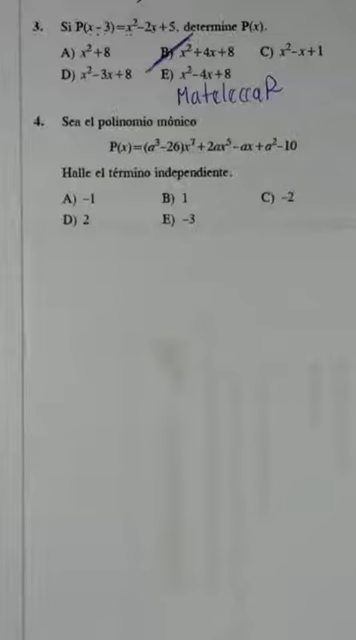 3. Si P(x-3)=x²-2x+5, determine P(x).
A) x²+8 B) x²+4x+8 C) x²-x+1
D) x²-3x+8 E) x²-4x+8
MateleccaR
4. Sea el polinomio mónico
P(x)=(a³-26)x⁷+2ax⁵-ax+a²-10
Halle el término independiente.
A) -1 B) 1 C) -2
D) 2 E) -3